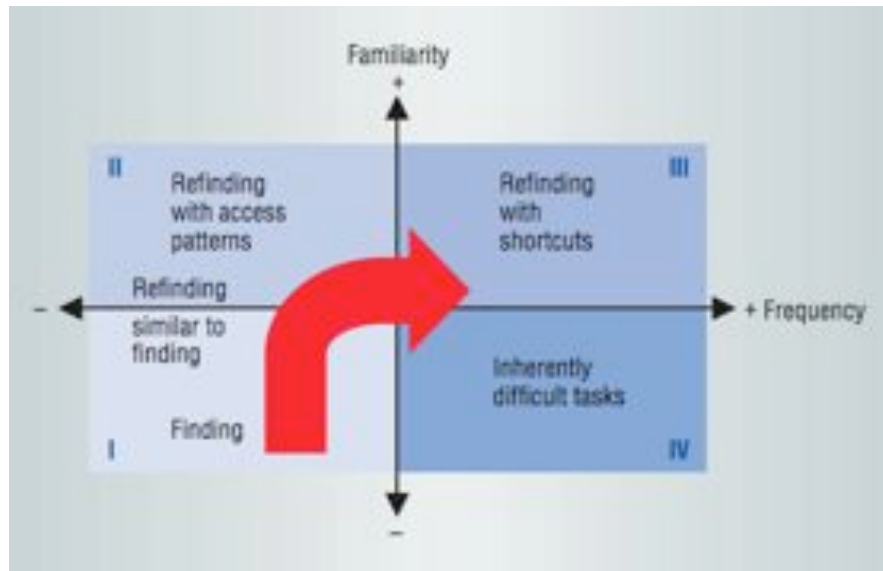 Familiarity
+
II
Refinding
with access
patterns
III
Refinding
with
shortcuts
Refinding
–
+ Frequency
similar to
finding
Inherently
difficult tasks
Finding
I
IV
–